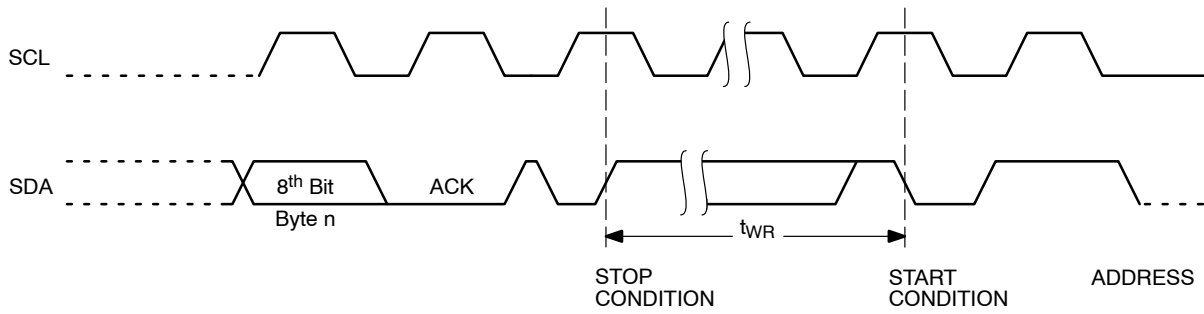 SCL
SDA
8th Bit
Byte n
ACK
tWR
STOP
CONDITION
START
CONDITION
ADDRESS